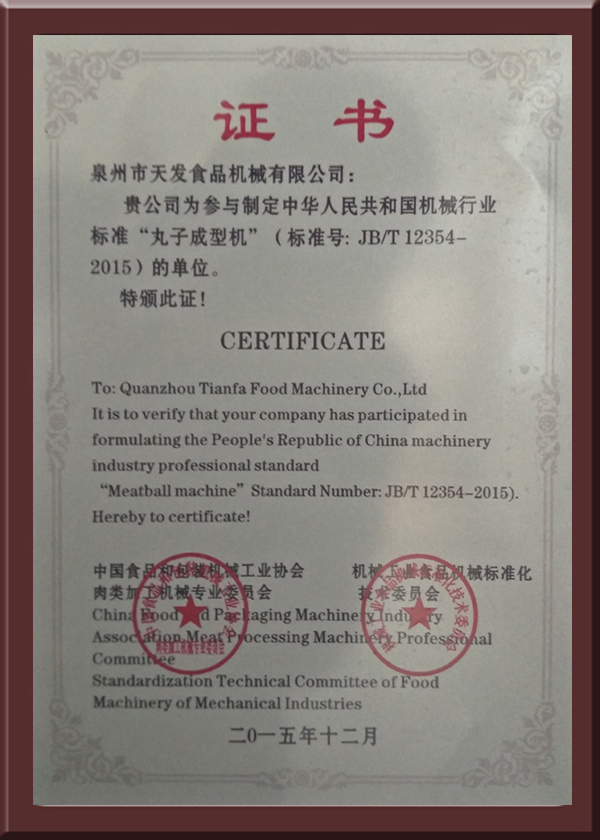 证 书
泉州市天发食品机械有限公司：
贵公司为参与制定中华人民共和国机械行业
标准“丸子成型机”（标准号: JB/T 12354-
2015）的单位。
特颁此证！
CERTIFICATE
To: Quanzhou Tianfa Food Machinery Co.,Ltd
It is to verify that your company has participated in
formulating the People's Republic of China machinery
industry professional standard
“Meatball machine” Standard Number: JB/T 12354-2015).
Hereby to certificate!
中国食品和包装机械工业协会 机械工业食品机械标准化
肉类加工机械专业委员会 技术委员会
China Food and Packaging Machinery Industry
Association Meat Processing Machinery Professional
Committee
Standardization Technical Committee of Food
Machinery of Mechanical Industries
二0一五年十二月